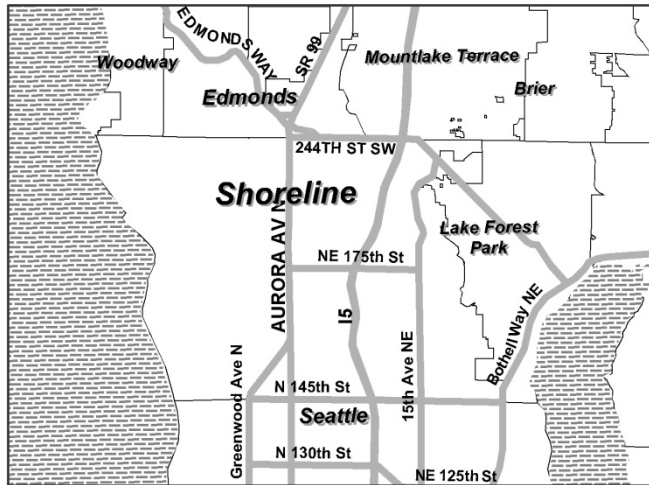 EDMONDS WAY
SR 99
Woodway
Mountlake Terrace
Brier
Edmonds
244TH ST SW
Shoreline
Lake Forest
Park
AURORA AV N
NE 175th St
I5
15th Ave NE
Bothell Way NE
Greenwood Ave N
N 145th St
Seattle
N 130th St
NE 125th St